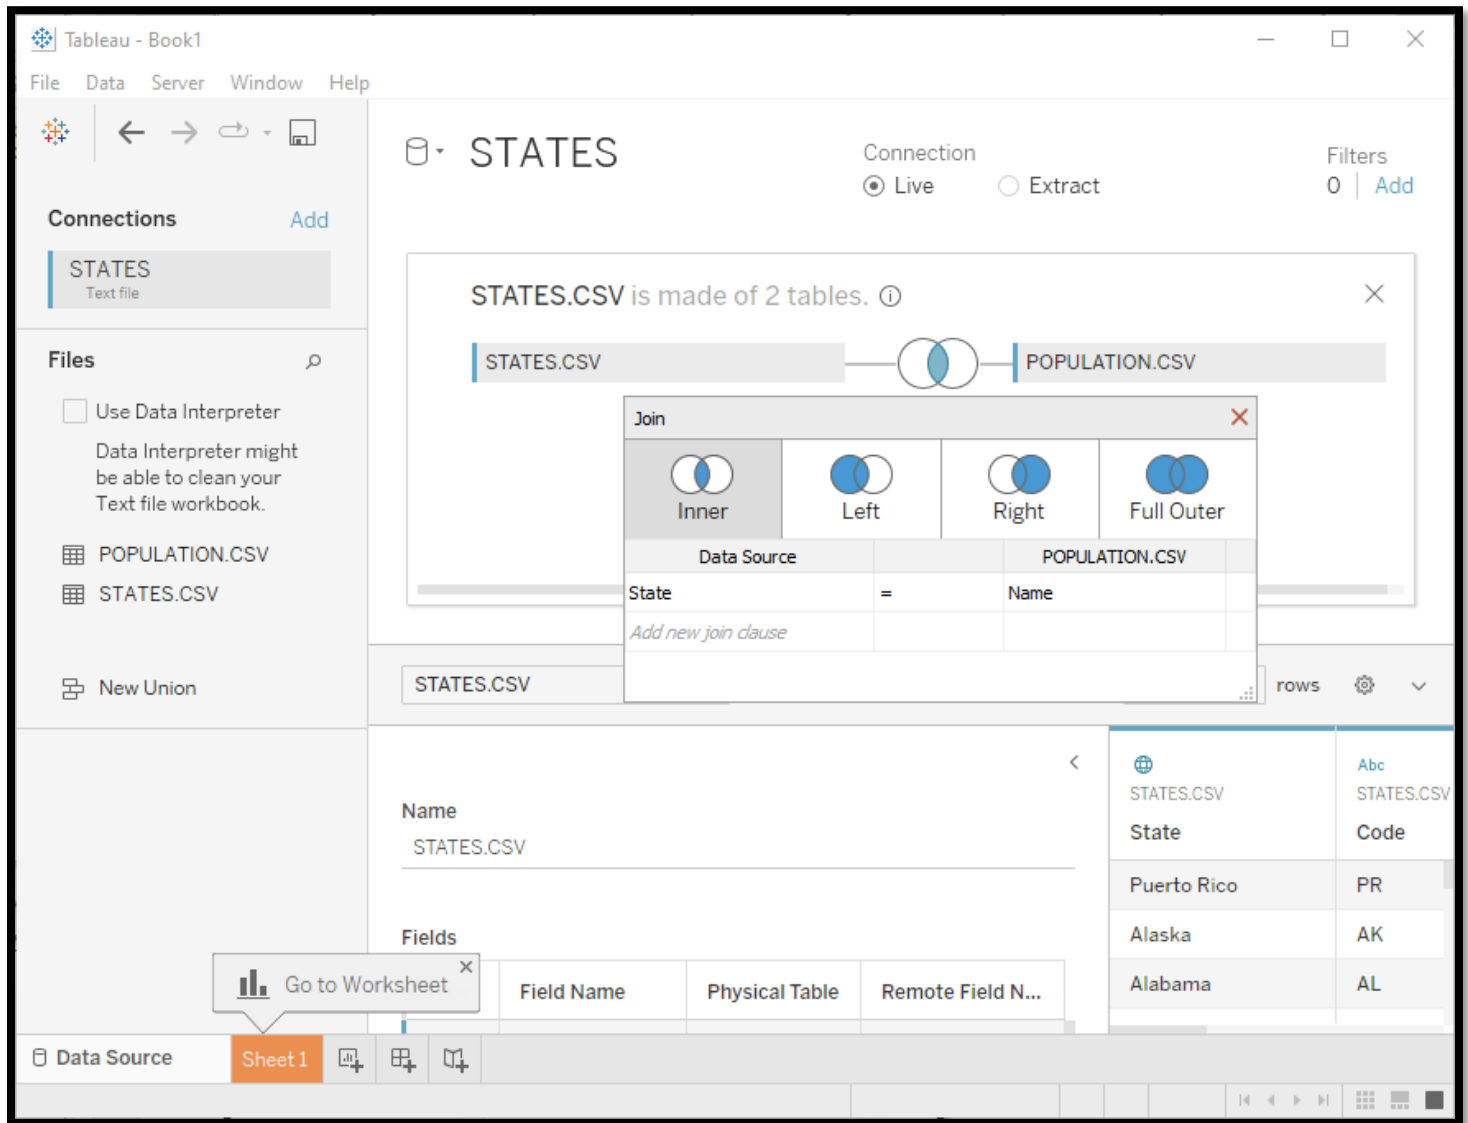 Tableau - Book1
File Data Server Window Help
STATES
Connection
Filters
Live Extract
0 Add
Connections Add
STATES
Text file
STATES.CSV is made of 2 tables.
STATES.CSV
POPULATION.CSV
Files
Use Data Interpreter
Data Interpreter might
be able to clean your
Text file workbook.
POPULATION.CSV
STATES.CSV
New Union
Join
Inner Left Right Full Outer
Data Source POPULATION.CSV
State = Name
Add new join clause
STATES.CSV
rows
Name
STATES.CSV
Fields
Field Name Physical Table Remote Field N...
Abc
STATES.CSV STATES.CSV
State Code
Puerto Rico PR
Alaska AK
Alabama AL
Go to Worksheet
Data Source Sheet 1